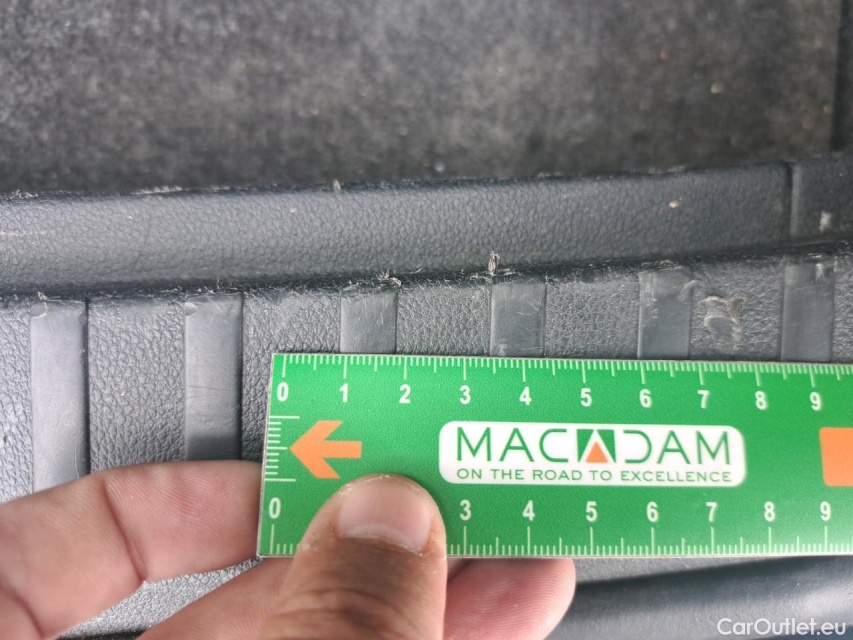 0 1 2 3 4 5 6 7 8 9
MACADAM
ON THE ROAD TO EXCELLENCE
0 3 4 5 6 7 8 9
CarOutlet.eu